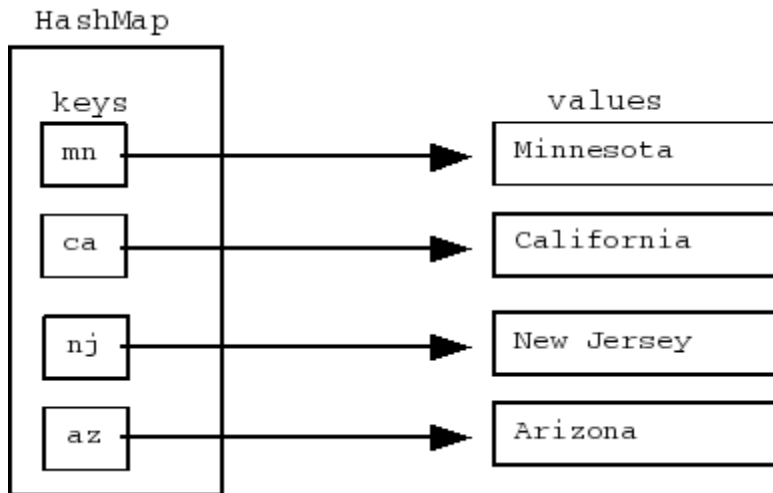 HashMap
keys
values
mn
Minnesota
ca
California
nj
New Jersey
az
Arizona